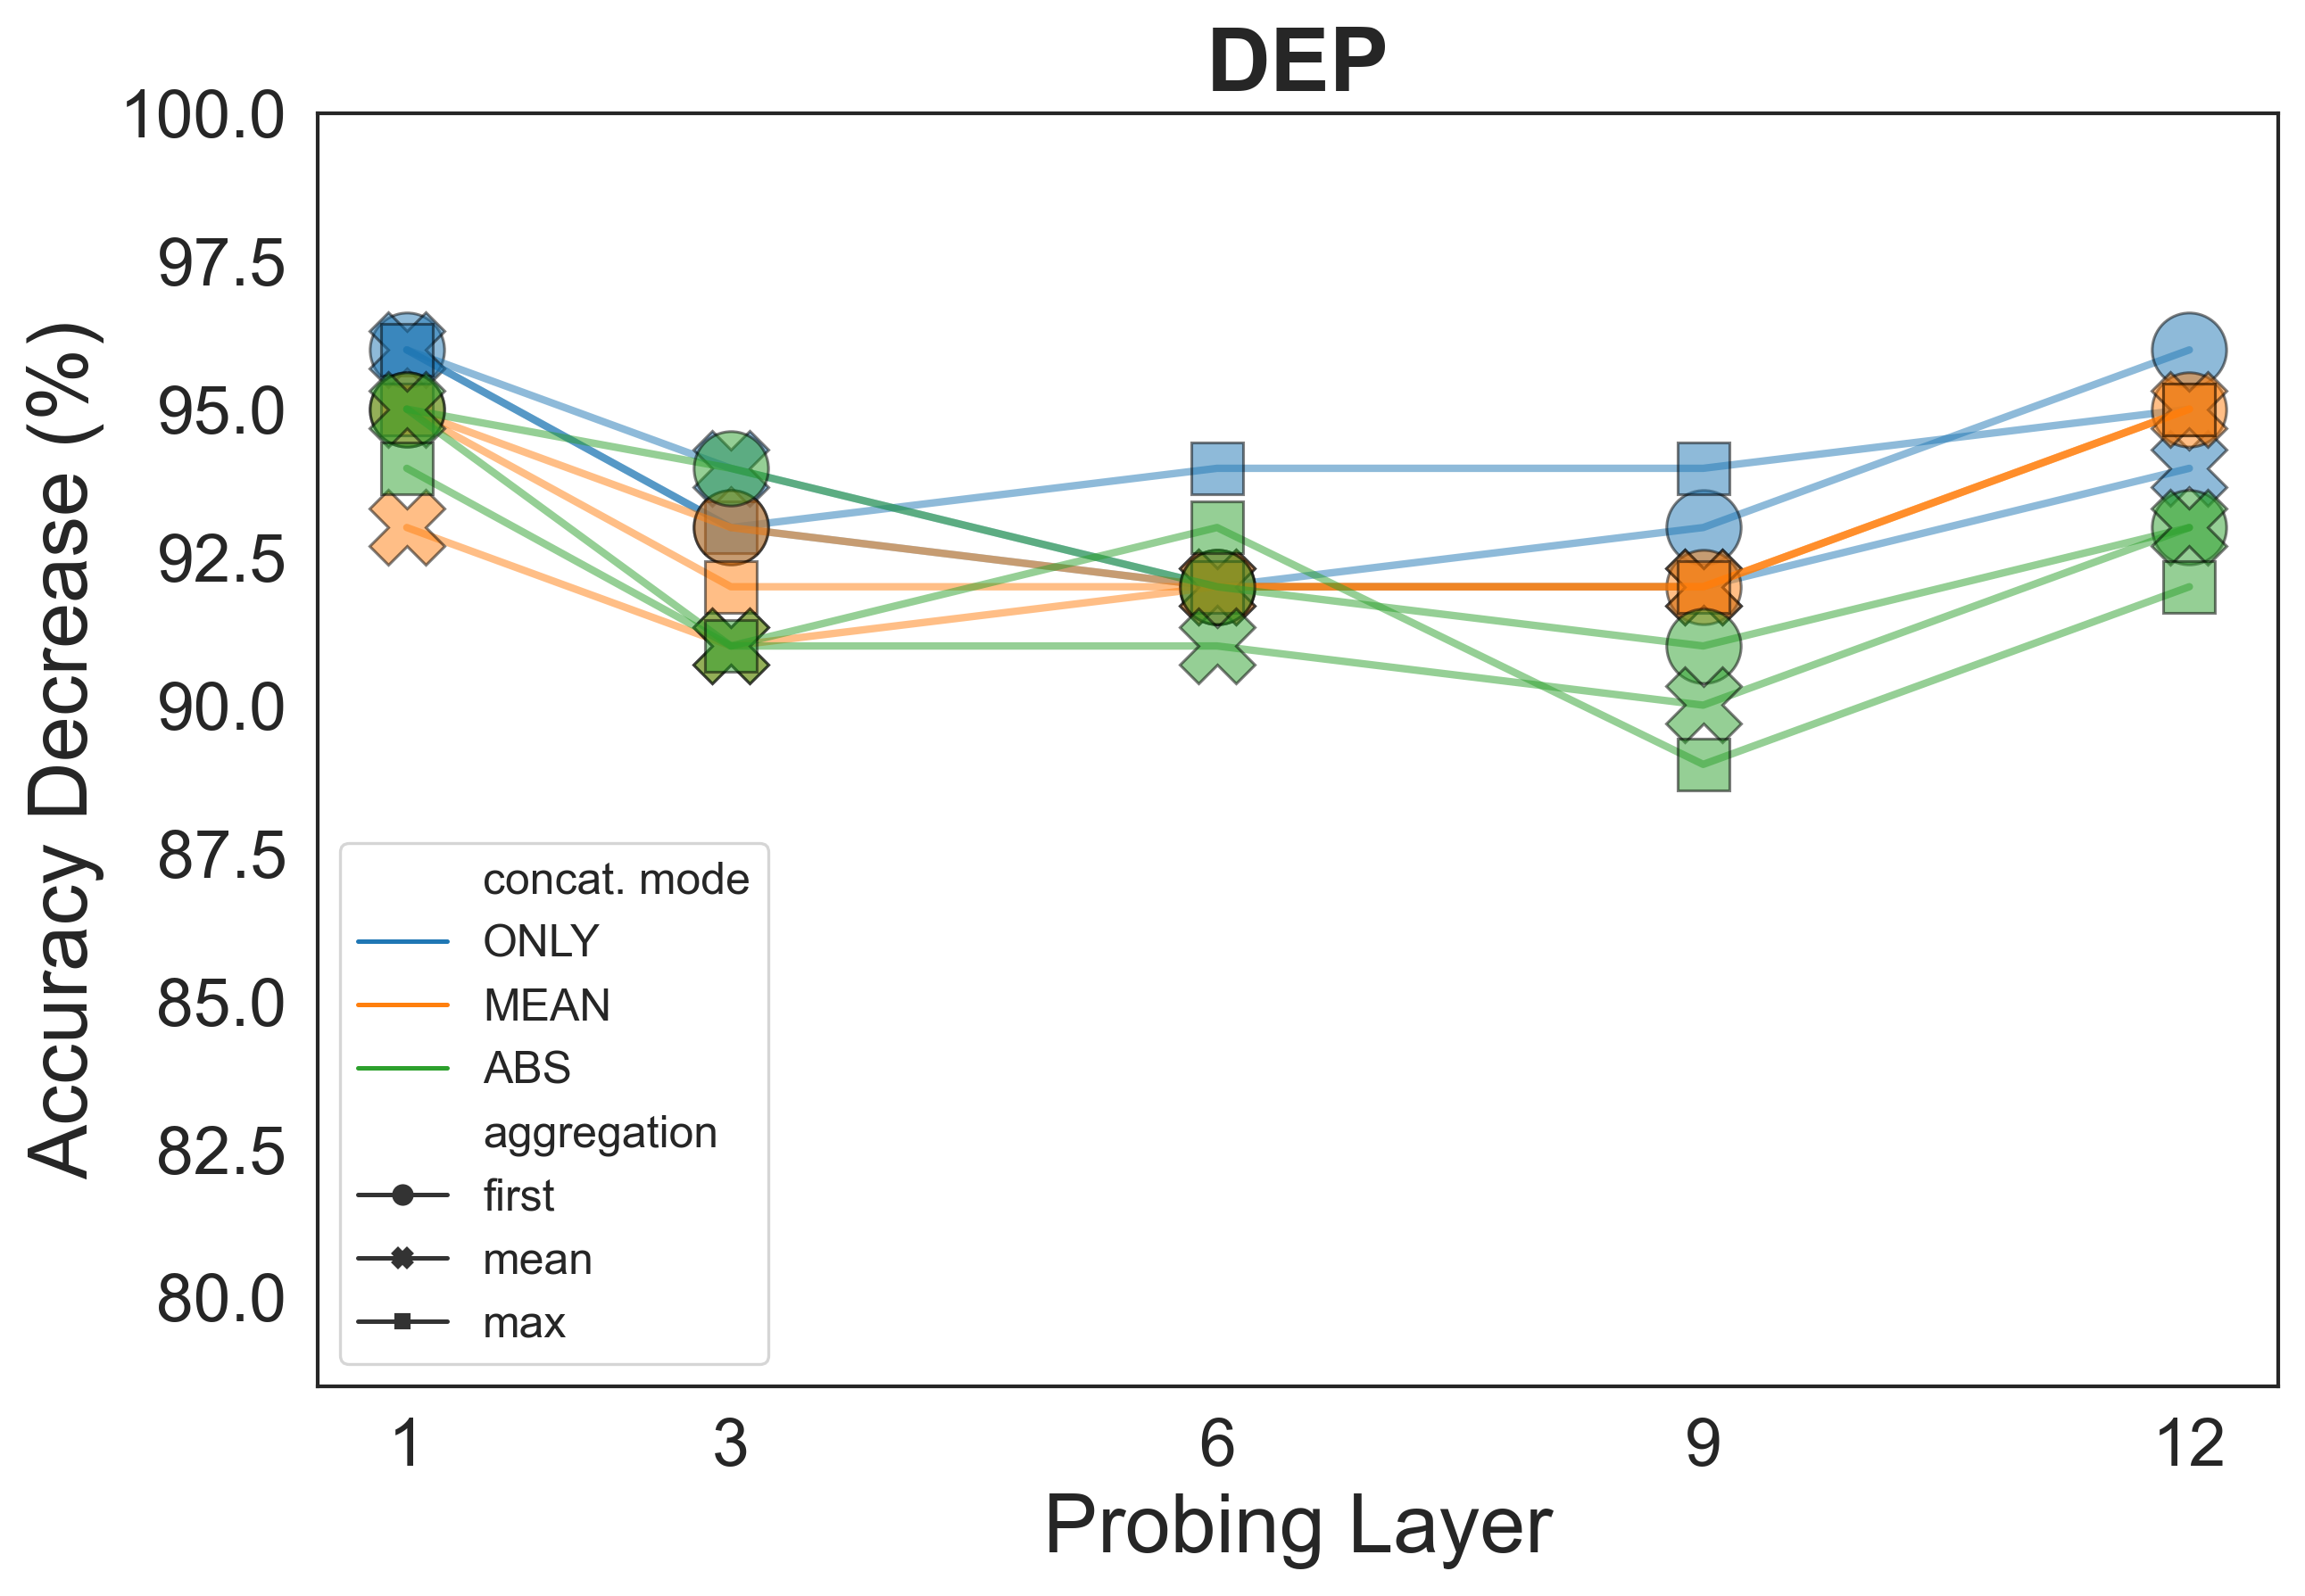 DEP
100.0
97.5
95.0
92.5
90.0
87.5
85.0
82.5
80.0
Accuracy Decrease (%)
concat. mode
ONLY
MEAN
ABS
aggregation
first
mean
max
1 3 6 9 12
Probing Layer